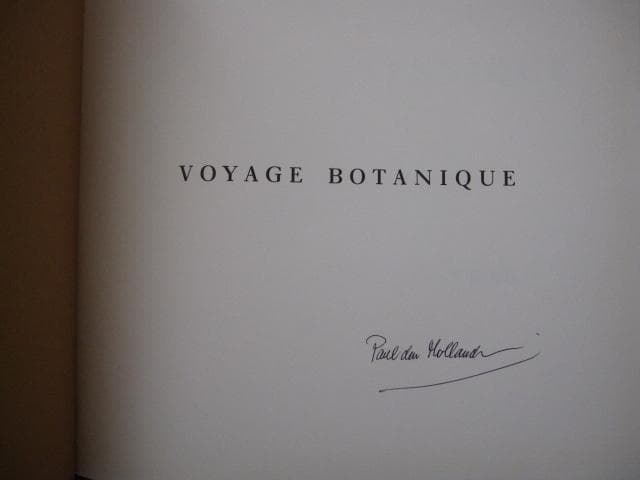 VOYAGE BOTANIQUE
Paul den Hollander